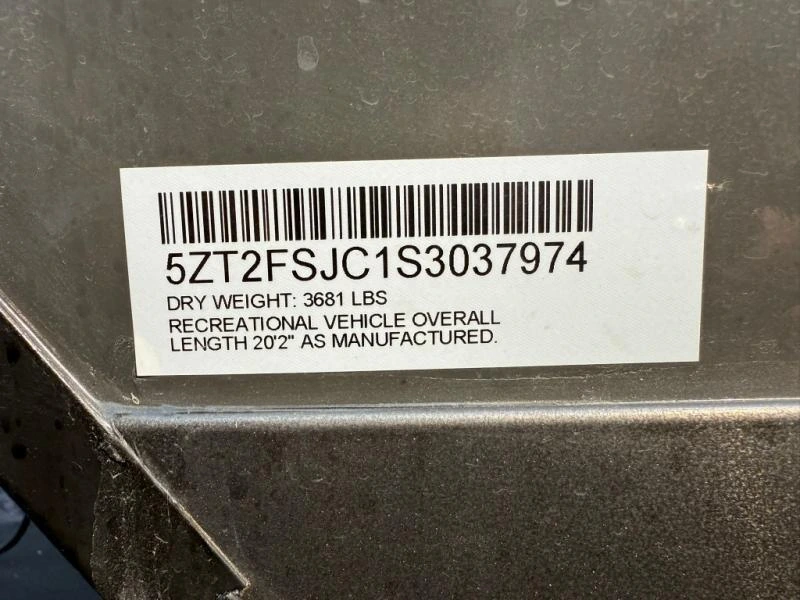 5ZT2FSJC1S3037974
DRY WEIGHT: 3681 LBS
RECREATIONAL VEHICLE OVERALL
LENGTH 20'2" AS MANUFACTURED.